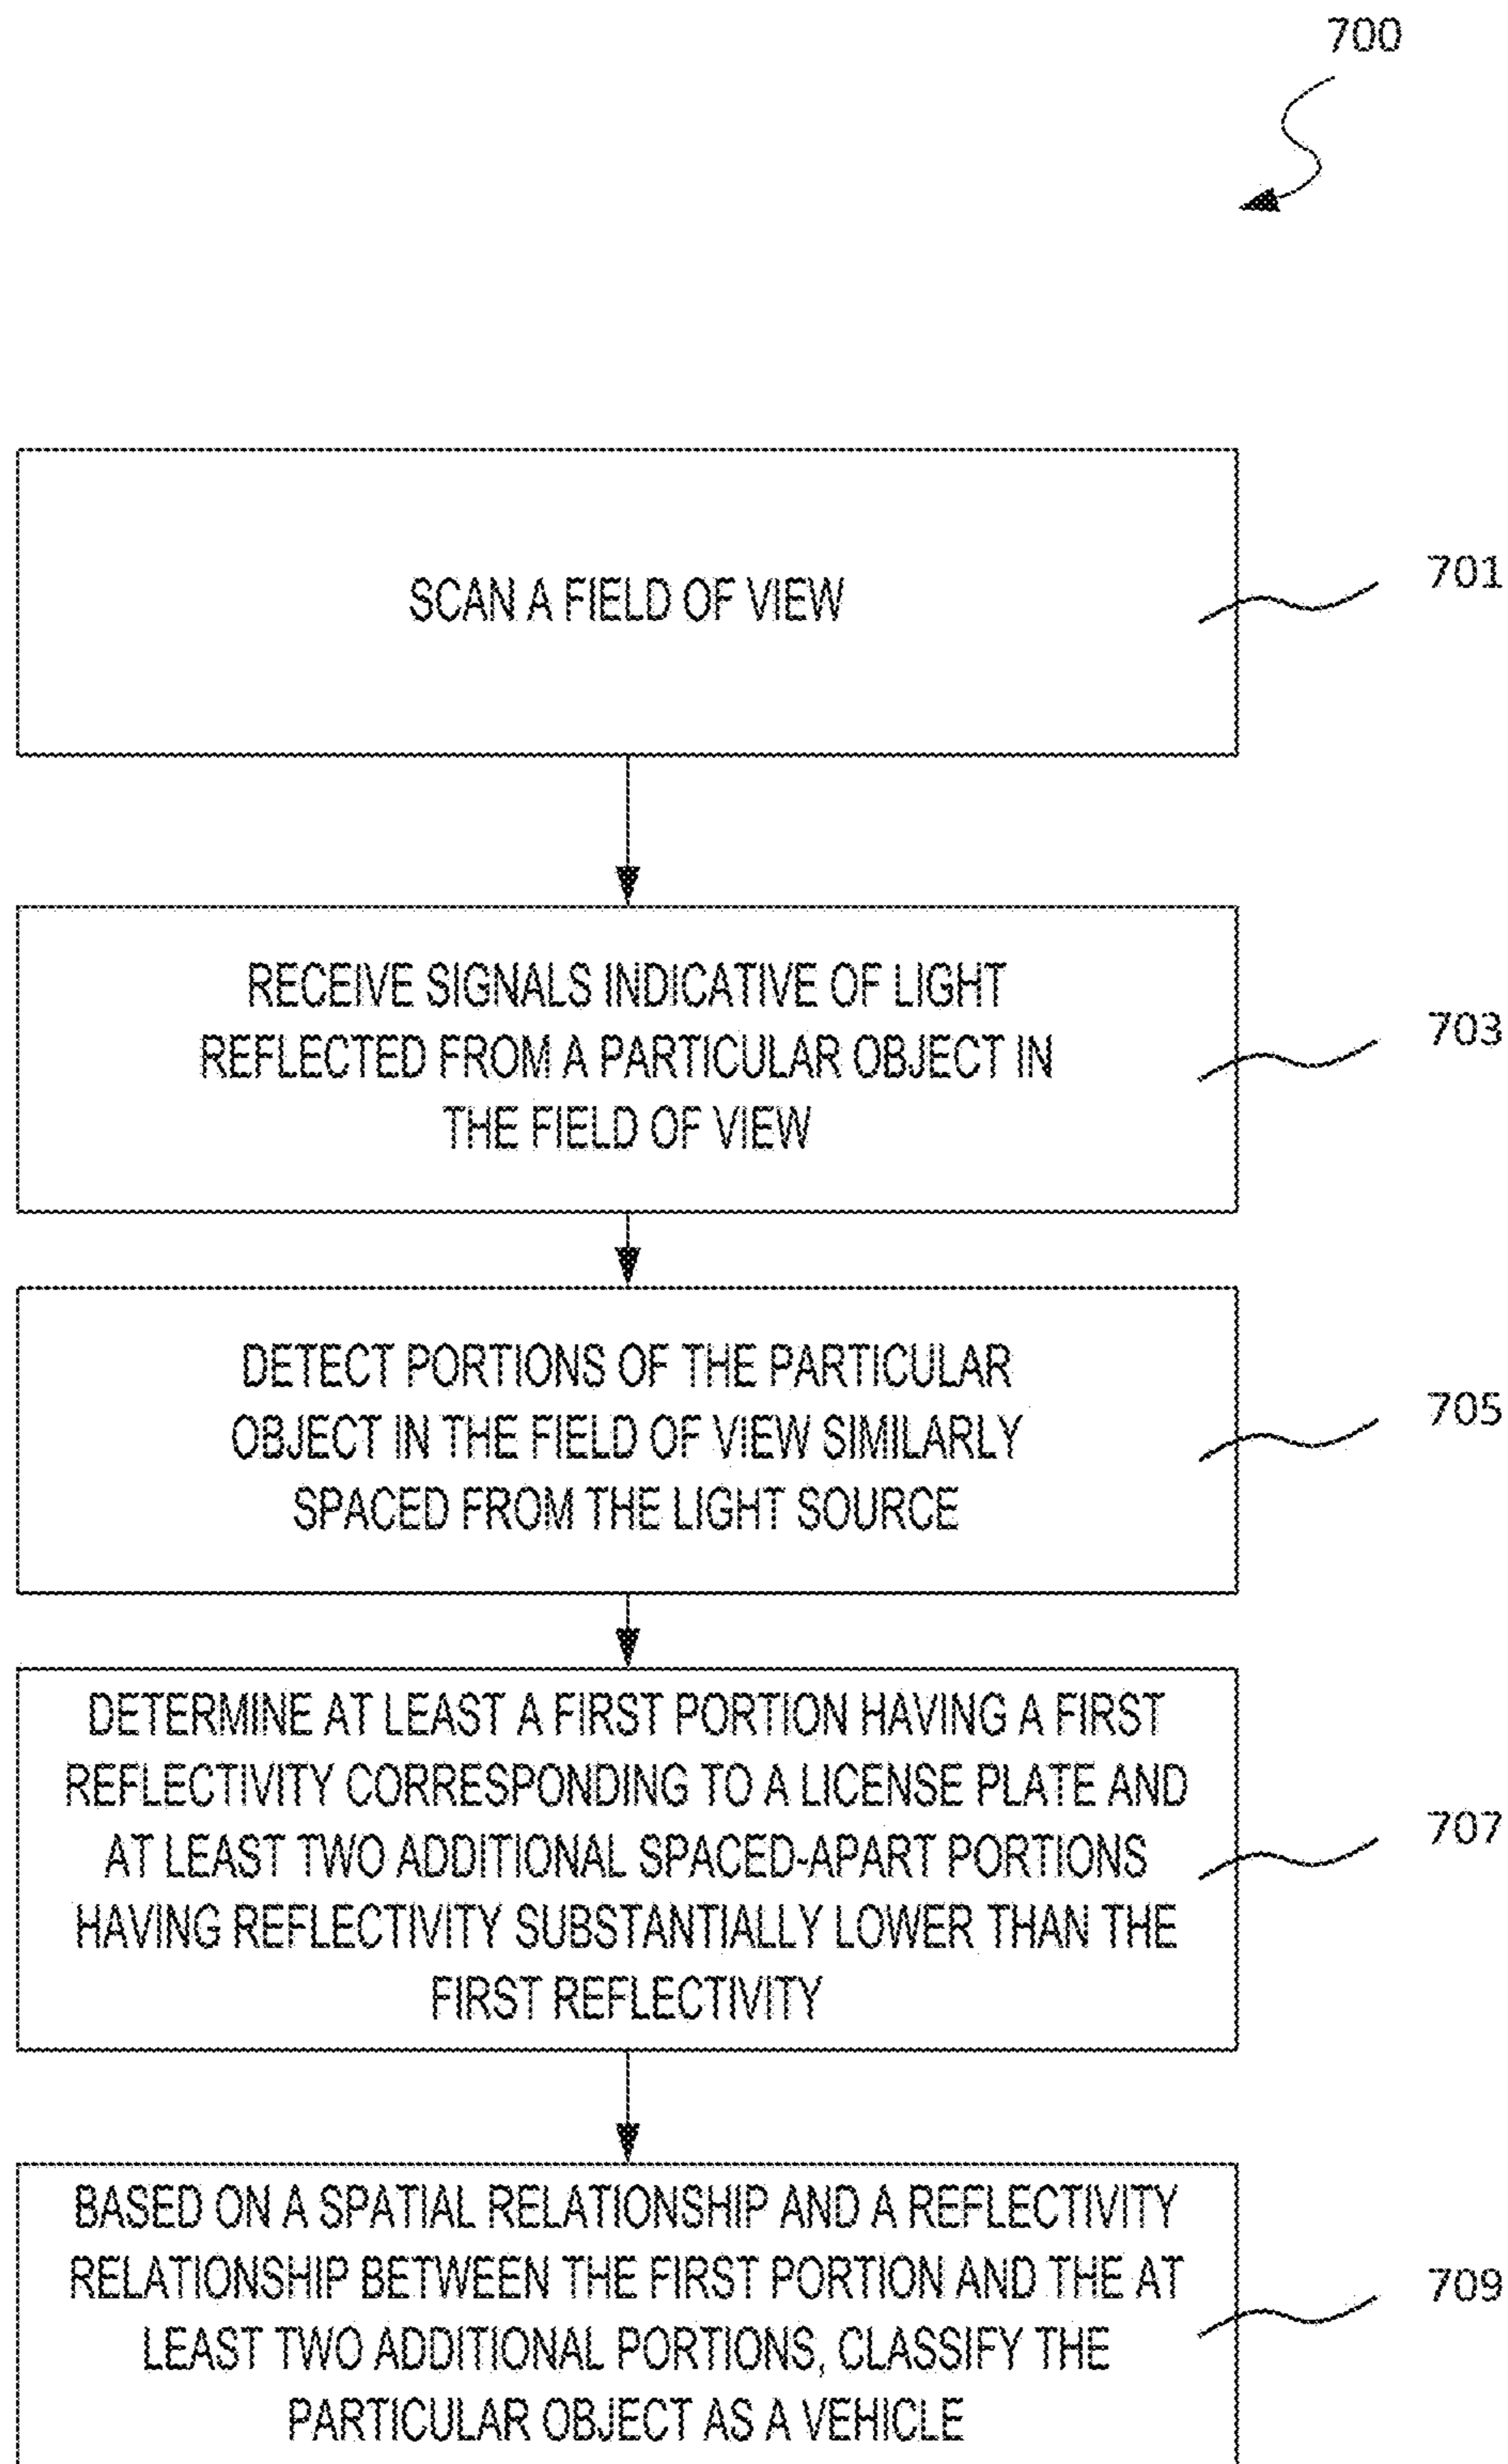 700
SCAN A FIELD OF VIEW
701
RECEIVE SIGNALS INDICATIVE OF LIGHT
REFLECTED FROM A PARTICULAR OBJECT IN
THE FIELD OF VIEW
703
DETECT PORTIONS OF THE PARTICULAR
OBJECT IN THE FIELD OF VIEW SIMILARLY
SPACED FROM THE LIGHT SOURCE
705
DETERMINE AT LEAST A FIRST PORTION HAVING A FIRST
REFLECTIVITY CORRESPONDING TO A LICENSE PLATE AND
AT LEAST TWO ADDITIONAL SPACED-APART PORTIONS
HAVING REFLECTIVITY SUBSTANTIALLY LOWER THAN THE
FIRST REFLECTIVITY
707
BASED ON A SPATIAL RELATIONSHIP AND A REFLECTIVITY
RELATIONSHIP BETWEEN THE FIRST PORTION AND THE AT
LEAST TWO ADDITIONAL PORTIONS, CLASSIFY THE
PARTICULAR OBJECT AS A VEHICLE
709